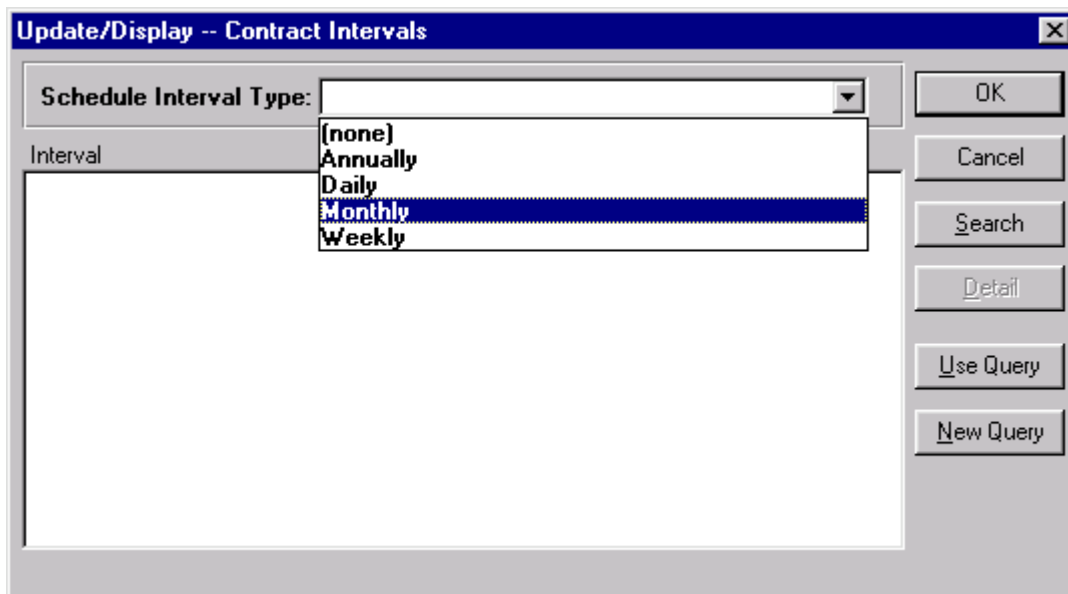 Update/Display -- Contract Intervals
Schedule Interval Type:
(none)
Annually
Daily
Monthly
Weekly
Interval
OK
Cancel
Search
Detail
Use Query
New Query